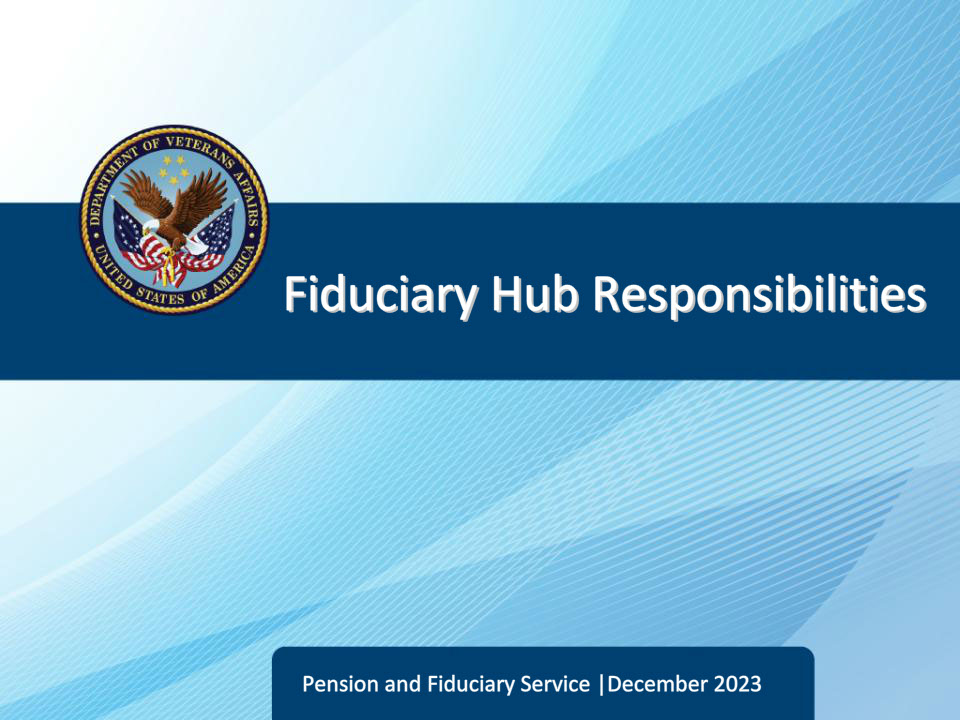 DEPARTMENT OF VETERANS AFFAIRS
UNITED STATES OF AMERICA
Fiduciary Hub Responsibilities
Pension and Fiduciary Service |December 2023